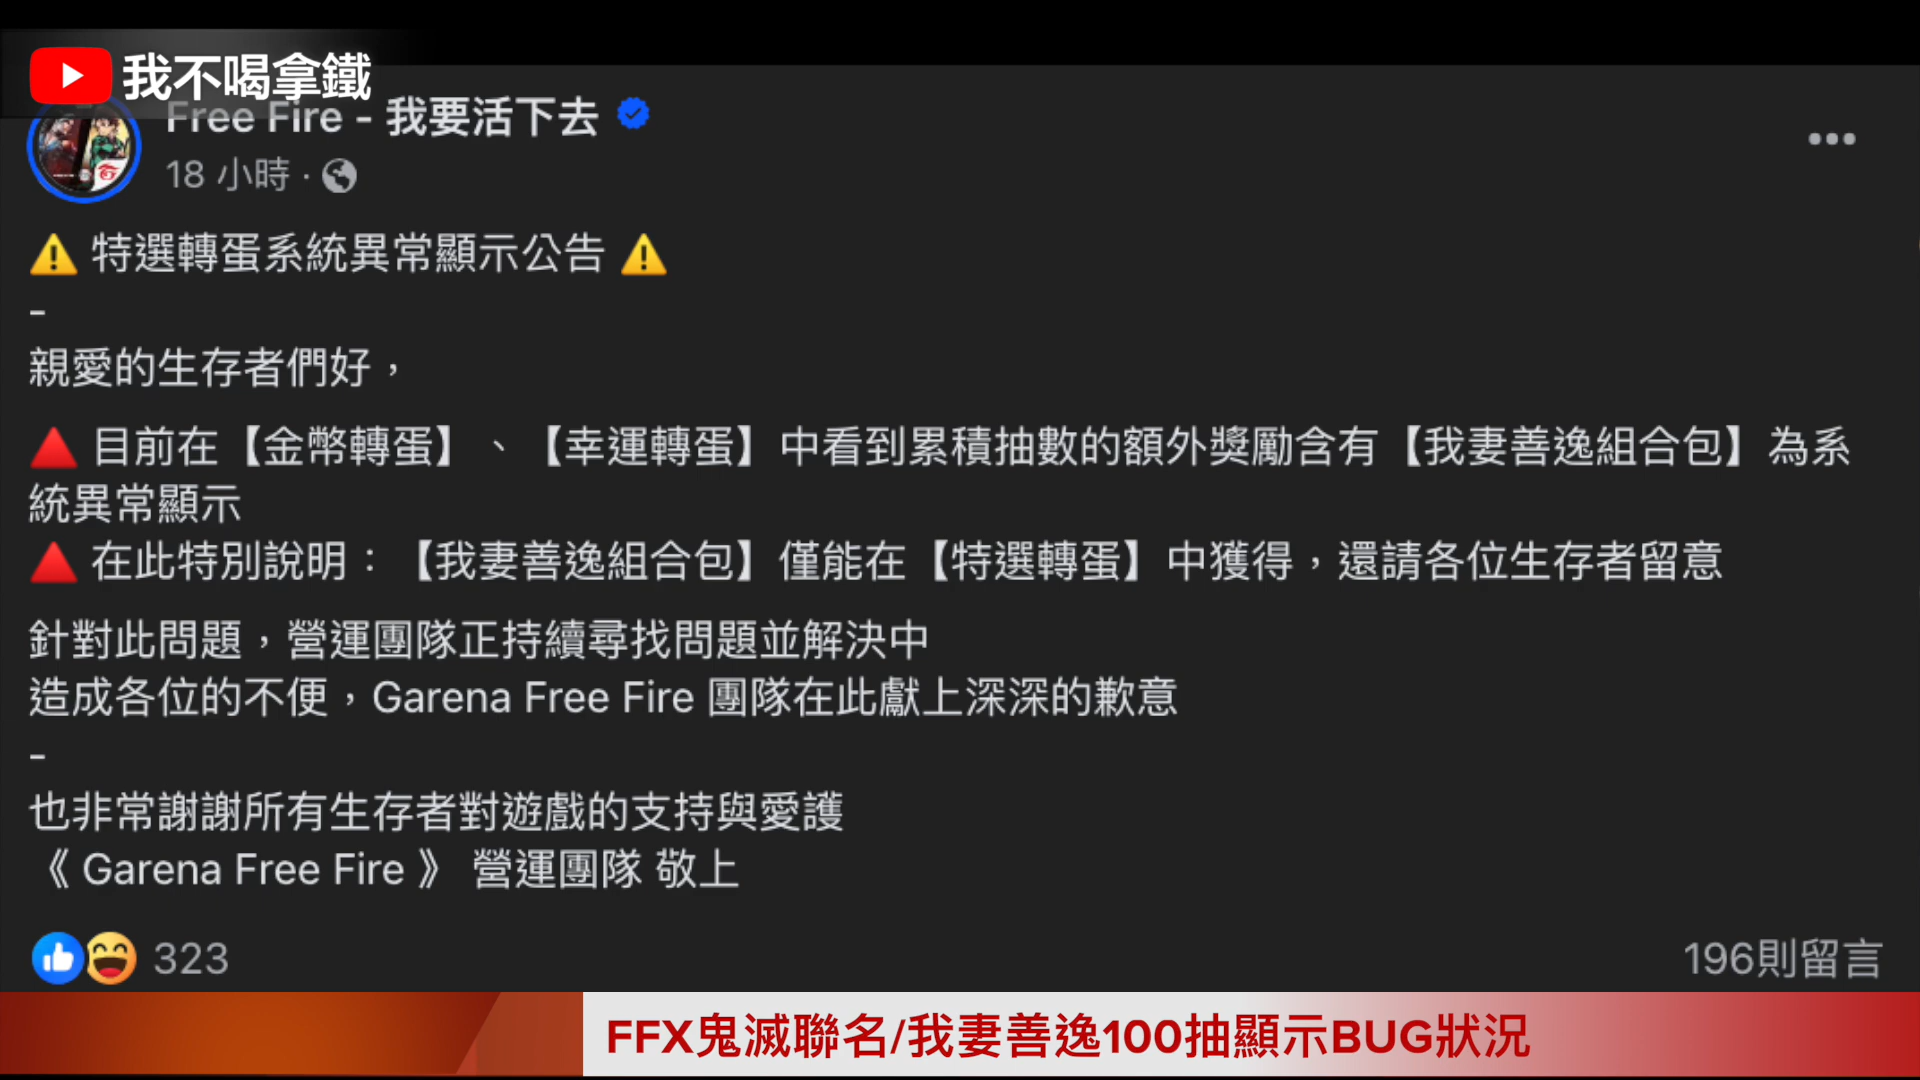 我不喝拿鐵
Free Fire - 我要活下去
18 小時 ·
⚠️ 特選轉蛋系統異常顯示公告 ⚠️
-
親愛的生存者們好，
🔺 目前在【金幣轉蛋】、【幸運轉蛋】中看到累積抽數的額外獎勵含有【我妻善逸組合包】為系
統異常顯示
🔺 在此特別說明：【我妻善逸組合包】僅能在【特選轉蛋】中獲得，還請各位生存者留意
針對此問題，營運團隊正持續尋找問題並解決中
造成各位的不便，Garena Free Fire 團隊在此獻上深深的歉意
-
也非常謝謝所有生存者對遊戲的支持與愛護
《 Garena Free Fire 》 營運團隊 敬上
323
196則留言
FFX鬼滅聯名/我妻善逸100抽顯示BUG狀況